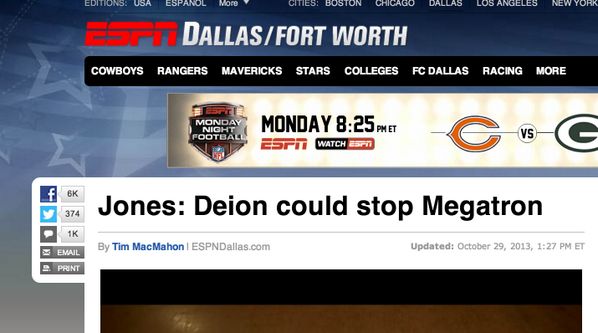 EDITIONS: USA ESPAÑOL More CITIES: BOSTON CHICAGO DALLAS LOS ANGELES NEW YORK
ESPN DALLAS/FORT WORTH
COWBOYS RANGERS MAVERICKS STARS COLLEGES FC DALLAS RACING MORE
ESPN
MONDAY
NIGHT
FOOTBALL
NFL
MONDAY 8:25 PM ET
ESPN WATCH ESPN
C VS G
6K
374
1K
EMAIL
PRINT
Jones: Deion could stop Megatron
By Tim MacMahon | ESPNDallas.com
Updated: October 29, 2013, 1:27 PM ET